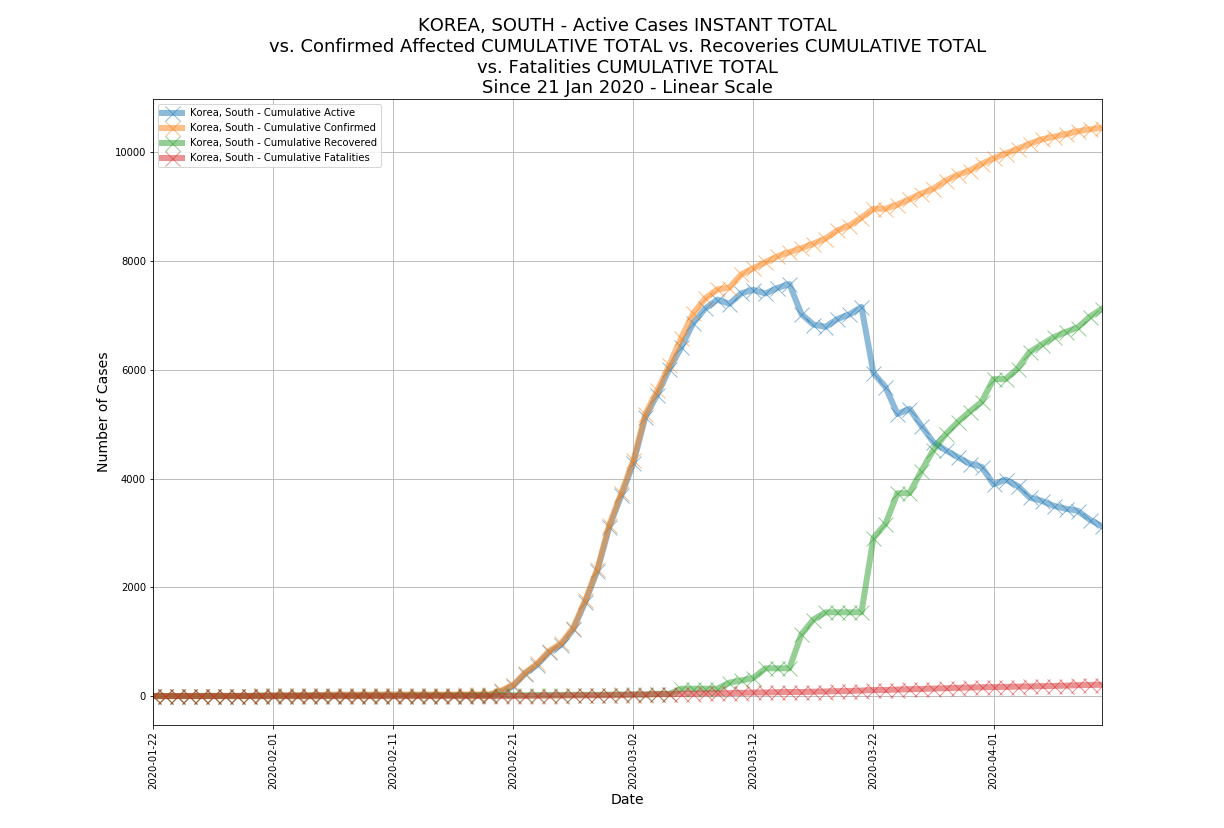 KOREA, SOUTH - Active Cases INSTANT TOTAL
vs. Confirmed Affected CUMULATIVE TOTAL vs. Recoveries CUMULATIVE TOTAL
vs. Fatalities CUMULATIVE TOTAL
Since 21 Jan 2020 - Linear Scale
Korea, South - Cumulative Active
Korea, South - Cumulative Confirmed
Korea, South - Cumulative Recovered
Korea, South - Cumulative Fatalities
Number of Cases
10000
8000
6000
4000
2000
0
2020-01-22
2020-02-01
2020-02-11
2020-02-21
2020-03-02
2020-03-12
2020-03-22
2020-04-01
Date